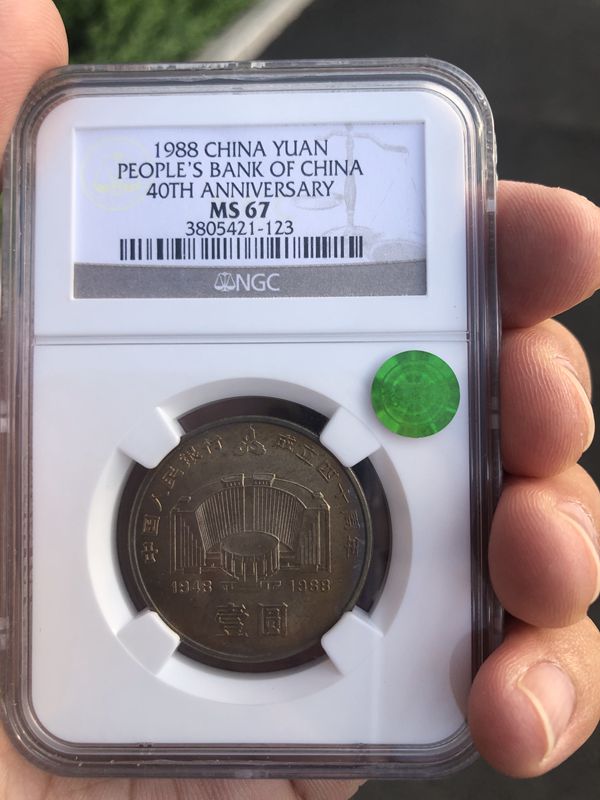 1988 CHINA YUAN
PEOPLE'S BANK OF CHINA
40TH ANNIVERSARY
MS 67
3805421-123
NGC
中国人民银行 成立四十周年
1948 1988
壹圓